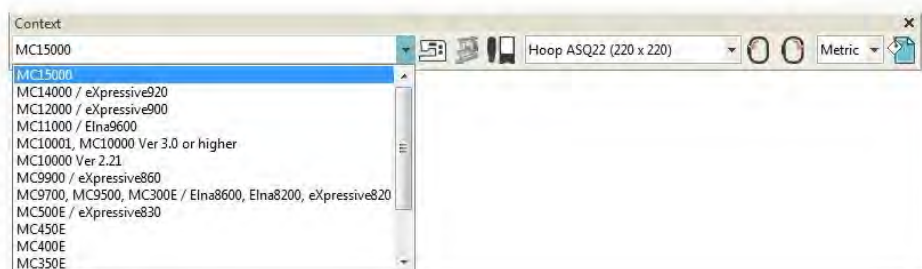 Context
MC15000 Hoop ASQ22 (220 x 220) Metric
MC15000
MC14000 / eXpressive920
MC12000 / eXpressive900
MC11000 / Elna9600
MC10001, MC10000 Ver 3.0 or higher
MC10000 Ver 2.21
MC9900 / eXpressive860
MC9700, MC9500, MC300E / Elna8600, Elna8200, eXpressive820
MC500E / eXpressive830
MC450E
MC400E
MC350E